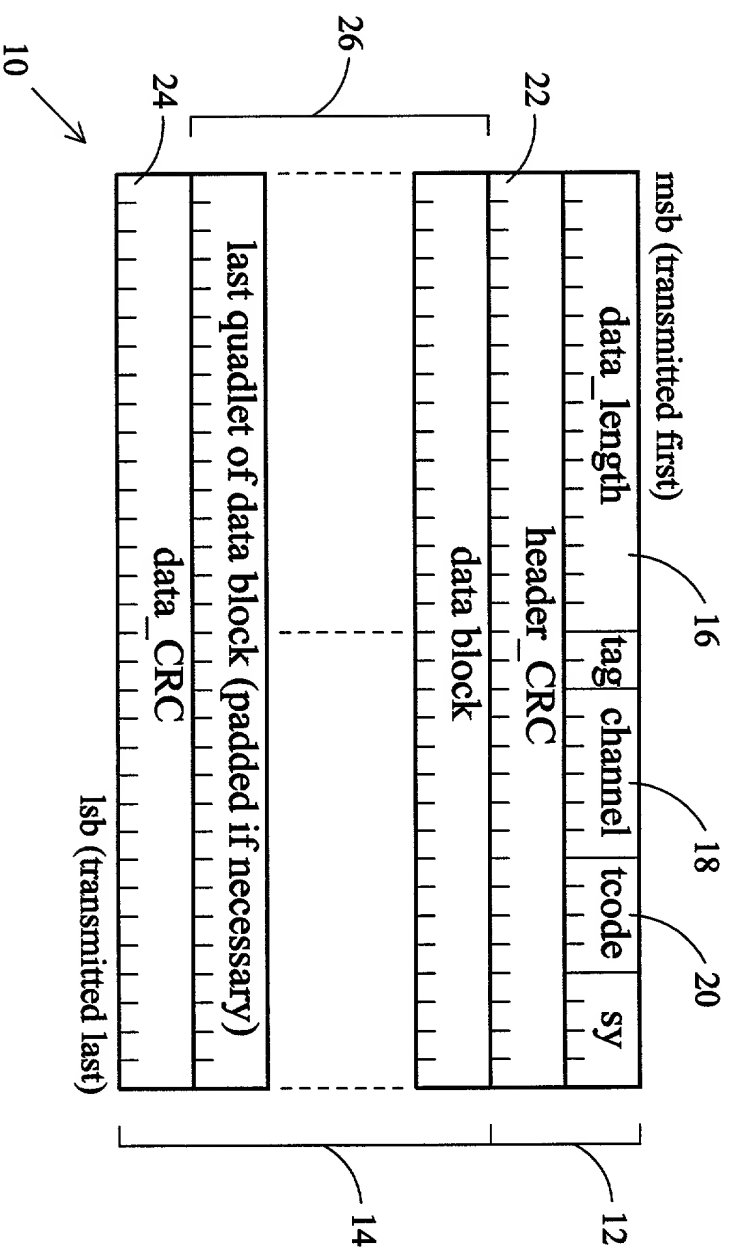 msb (transmitted first)
16
18
20
data_length
tag
channel
tcode
sy
12
22
header_CRC
data block
26
14
last quadlet of data block (padded if necessary)
24
data_CRC
lsb (transmitted last)
10